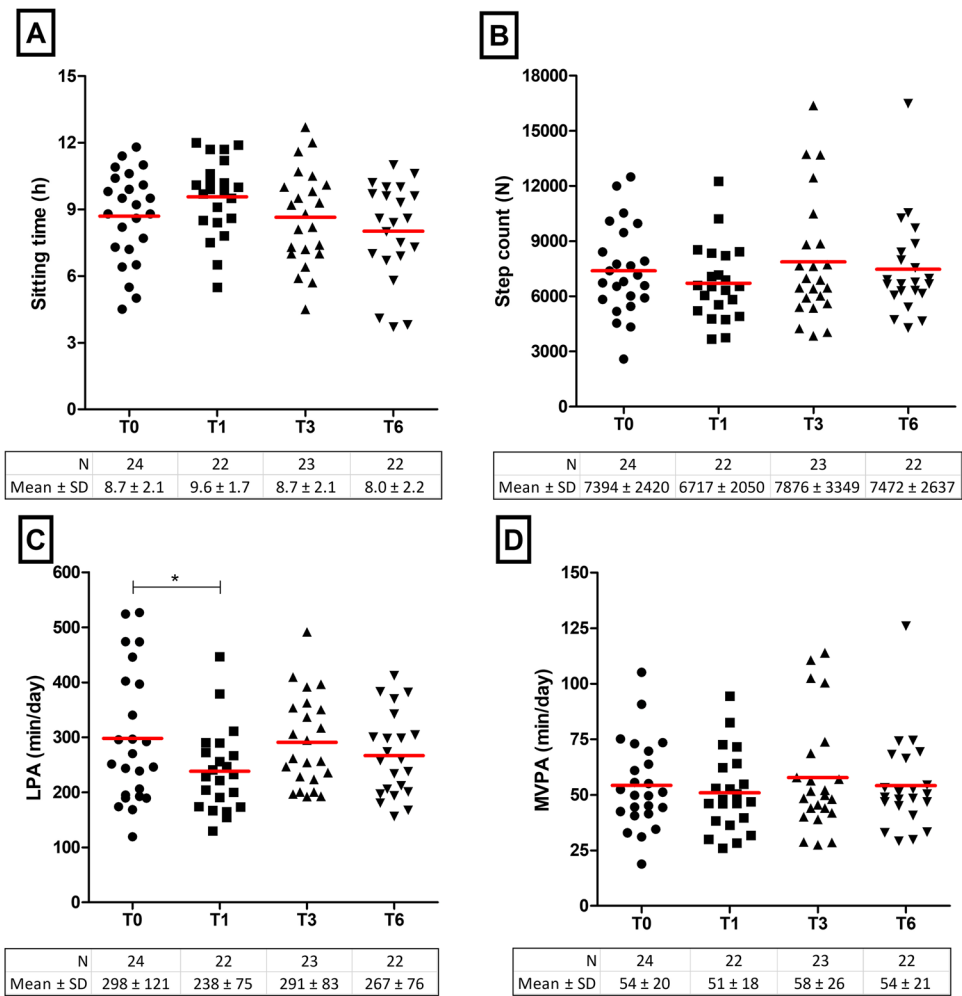 A
Sitting time (h)
15
12
9
6
3
0
T0 T1 T3 T6
N 24 22 23 22
Mean ± SD 8.7 ± 2.1 9.6 ± 1.7 8.7 ± 2.1 8.0 ± 2.2
B
Step count (N)
18000
15000
12000
9000
6000
3000
0
T0 T1 T3 T6
N 24 22 23 22
Mean ± SD 7394 ± 2420 6717 ± 2050 7876 ± 3349 7472 ± 2637
C
LPA (min/day)
600
500
400
300
200
100
0
*
T0 T1 T3 T6
N 24 22 23 22
Mean ± SD 298 ± 121 238 ± 75 291 ± 83 267 ± 76
D
MVPA (min/day)
150
125
100
75
50
25
0
T0 T1 T3 T6
N 24 22 23 22
Mean ± SD 54 ± 20 51 ± 18 58 ± 26 54 ± 21